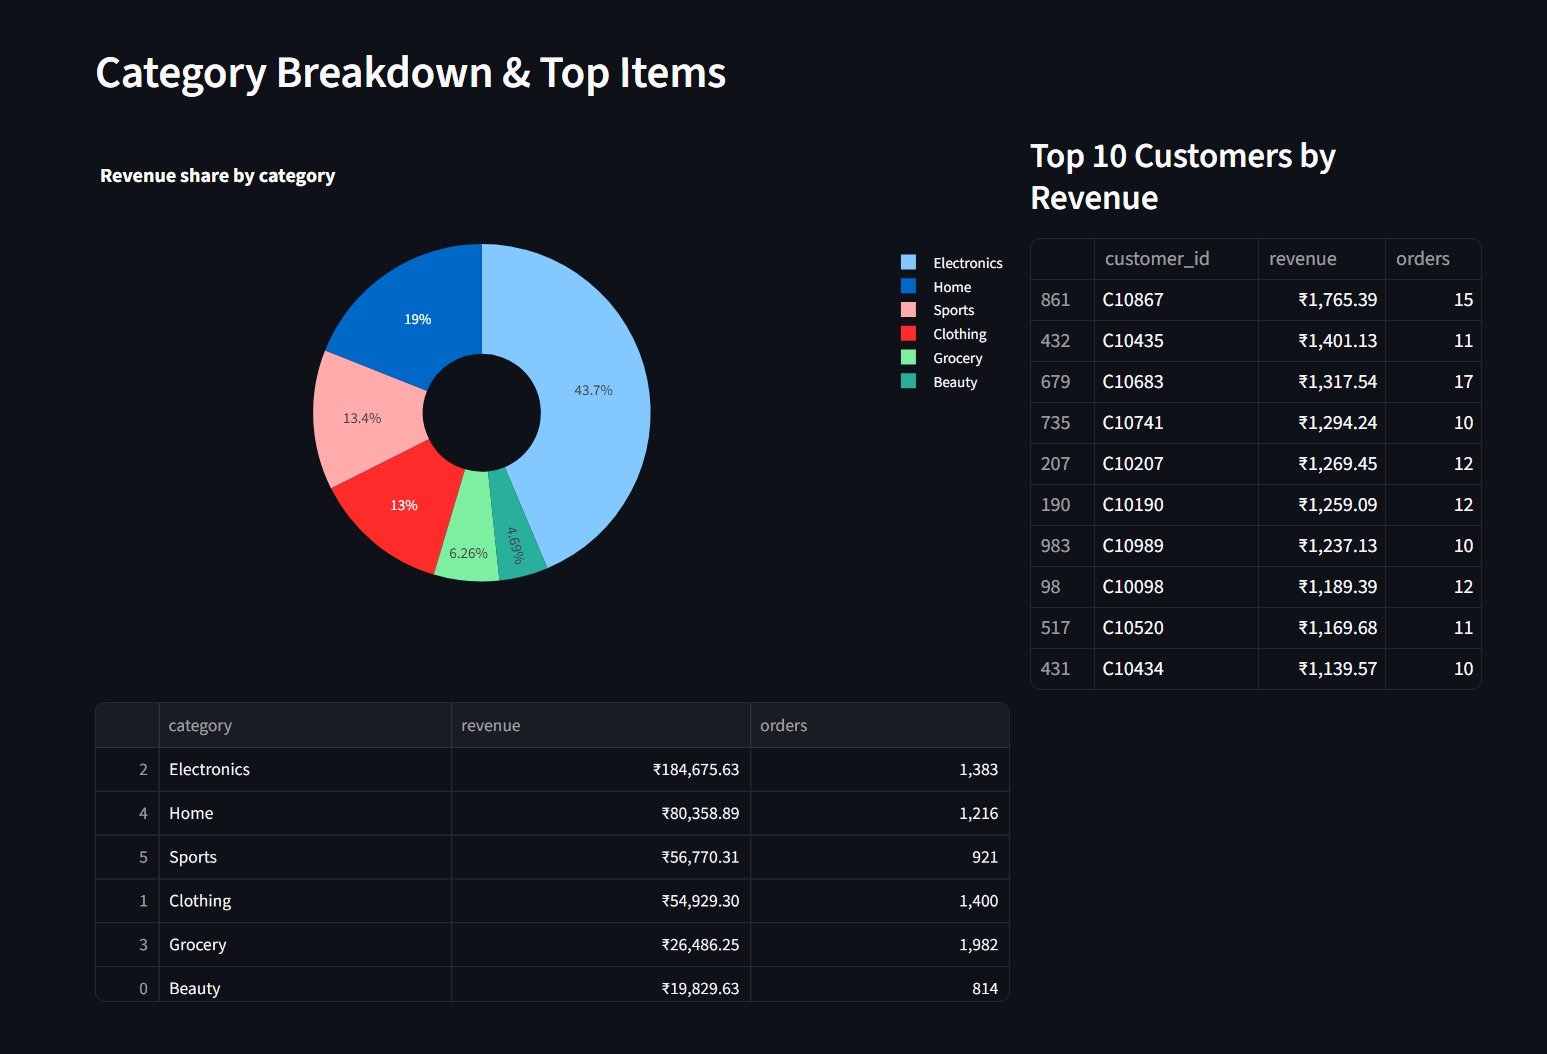 Category Breakdown & Top Items
Revenue share by category
43.7%
19%
13.4%
13%
6.26%
4.69%
Electronics
Home
Sports
Clothing
Grocery
Beauty
category revenue orders
2 Electronics ₹184,675.63 1,383
4 Home ₹80,358.89 1,216
5 Sports ₹56,770.31 921
1 Clothing ₹54,929.30 1,400
3 Grocery ₹26,486.25 1,982
0 Beauty ₹19,829.63 814
Top 10 Customers by
Revenue
customer_id revenue orders
861 C10867 ₹1,765.39 15
432 C10435 ₹1,401.13 11
679 C10683 ₹1,317.54 17
735 C10741 ₹1,294.24 10
207 C10207 ₹1,269.45 12
190 C10190 ₹1,259.09 12
983 C10989 ₹1,237.13 10
98 C10098 ₹1,189.39 12
517 C10520 ₹1,169.68 11
431 C10434 ₹1,139.57 10